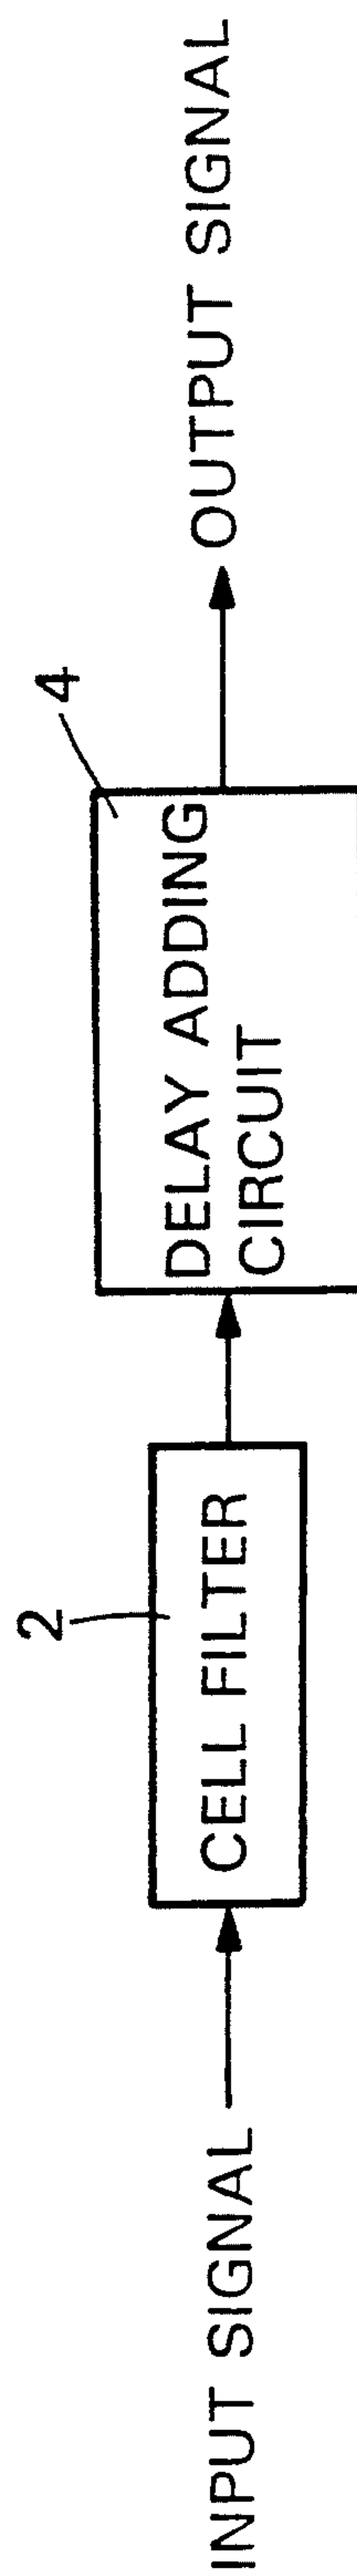 INPUT SIGNAL
2
CELL FILTER
4
DELAY ADDING
CIRCUIT
OUTPUT SIGNAL